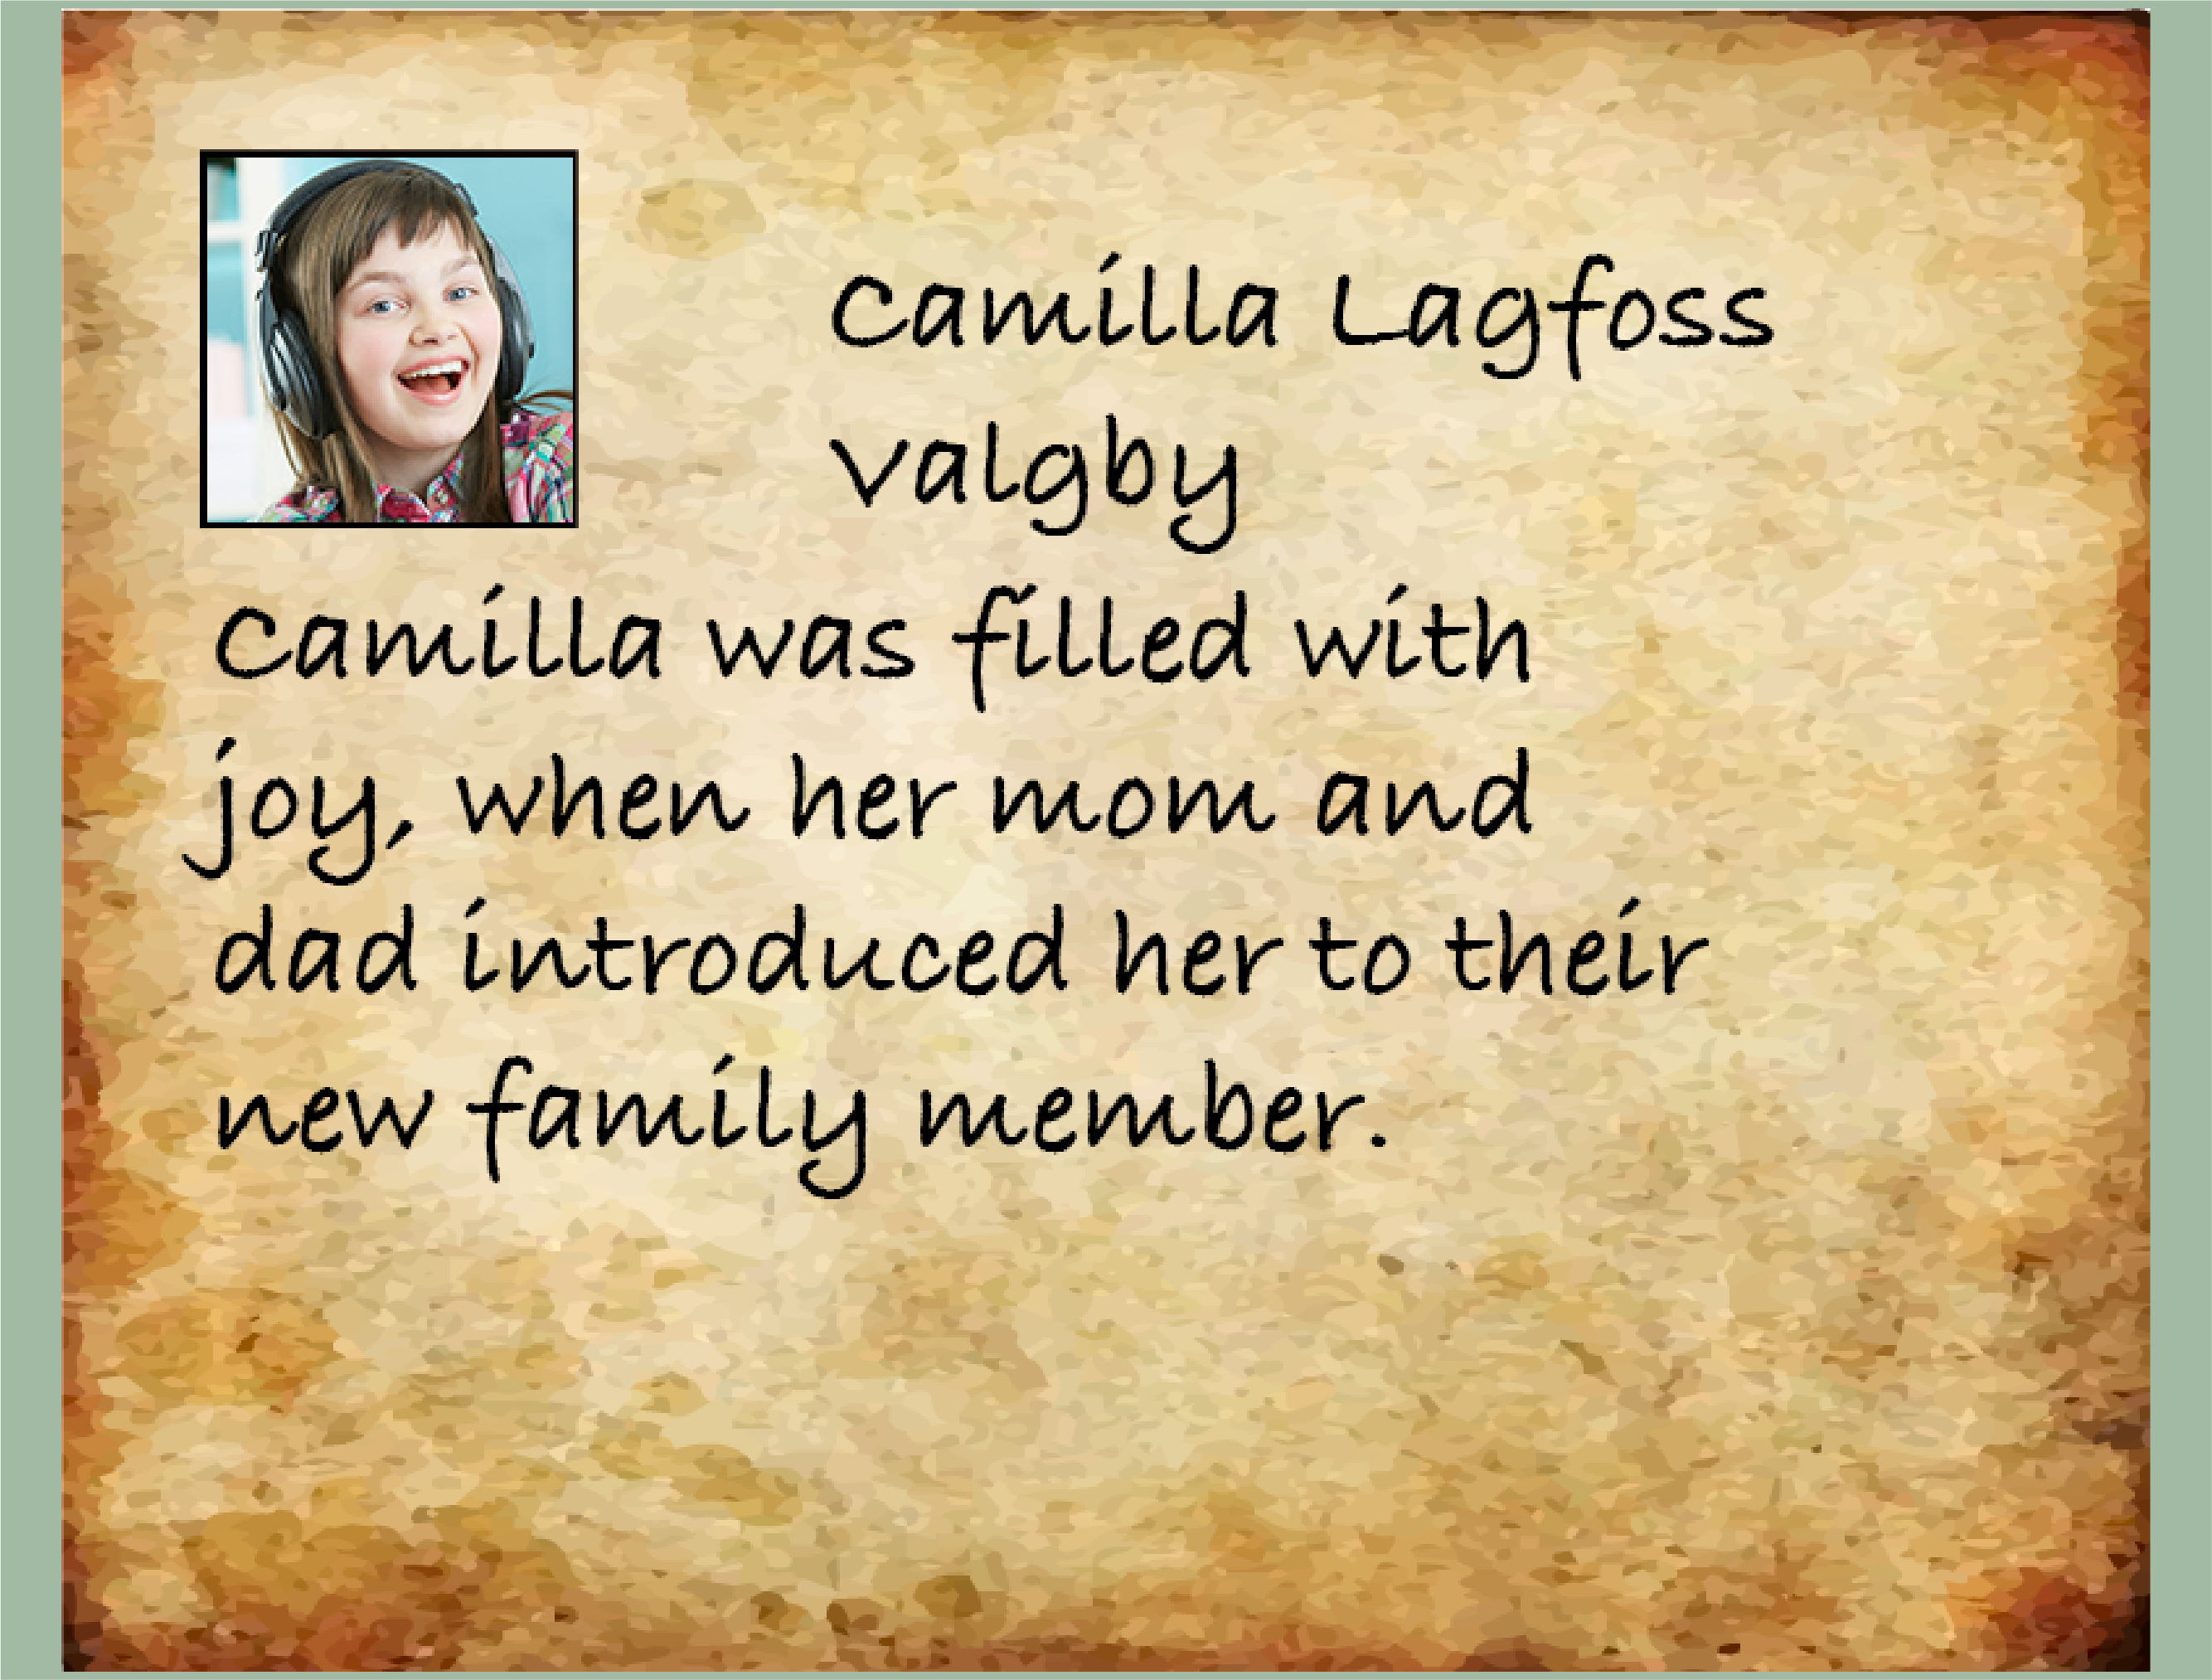 Camilla Lagfoss
Valgby
Camilla was filled with
joy, when her mom and
dad introduced her to their
new family member.